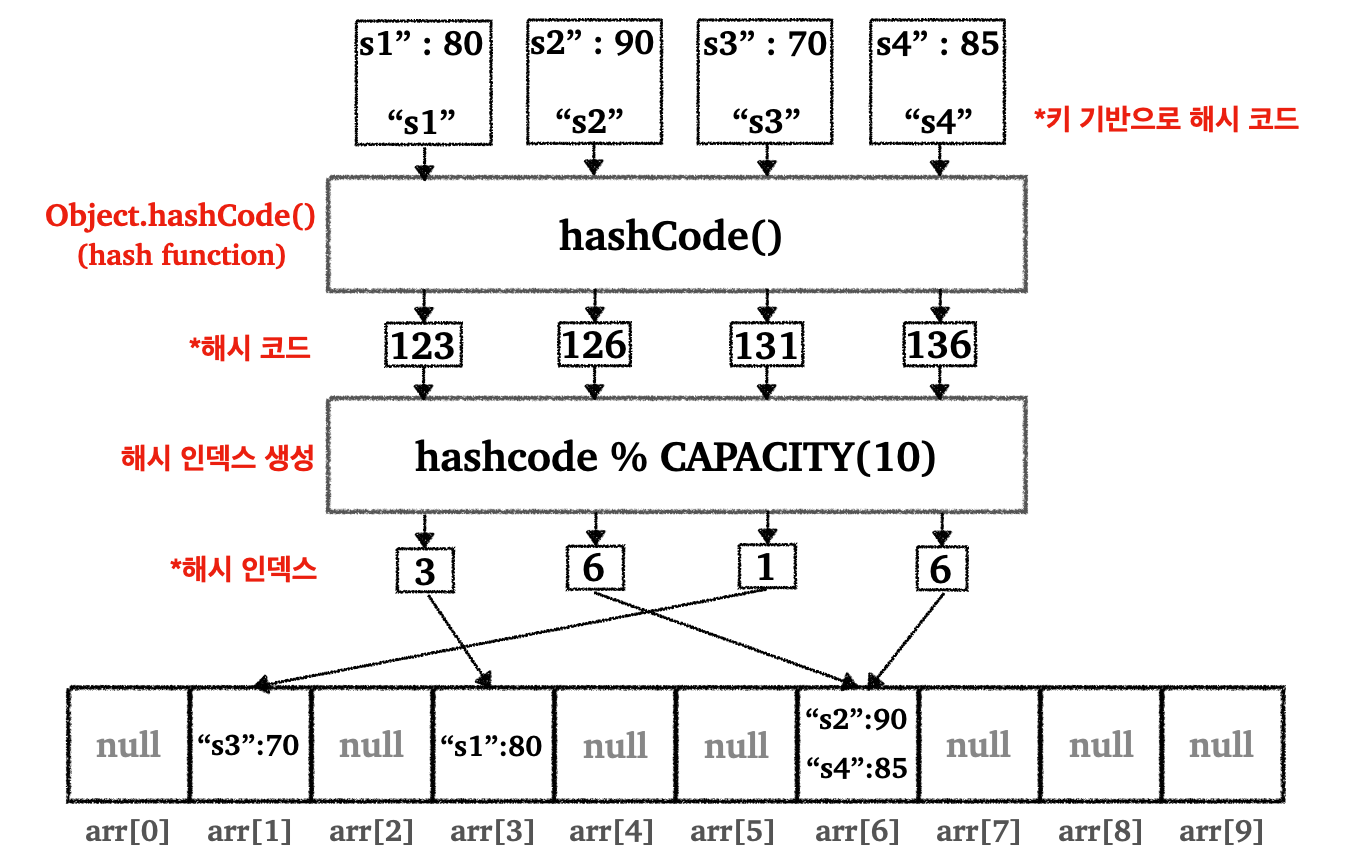 s1” : 80
s2” : 90
s3” : 70
s4” : 85
“s1”
“s2”
“s3”
“s4”
*키 기반으로 해시 코드
Object.hashCode()
(hash function)
hashCode()
*해시 코드
123
126
131
136
해시 인덱스 생성
hashcode % CAPACITY(10)
*해시 인덱스
3
6
1
6
null
“s3”:70
null
“s1”:80
null
null
“s2”:90
“s4”:85
null
null
null
arr[0]
arr[1]
arr[2]
arr[3]
arr[4]
arr[5]
arr[6]
arr[7]
arr[8]
arr[9]